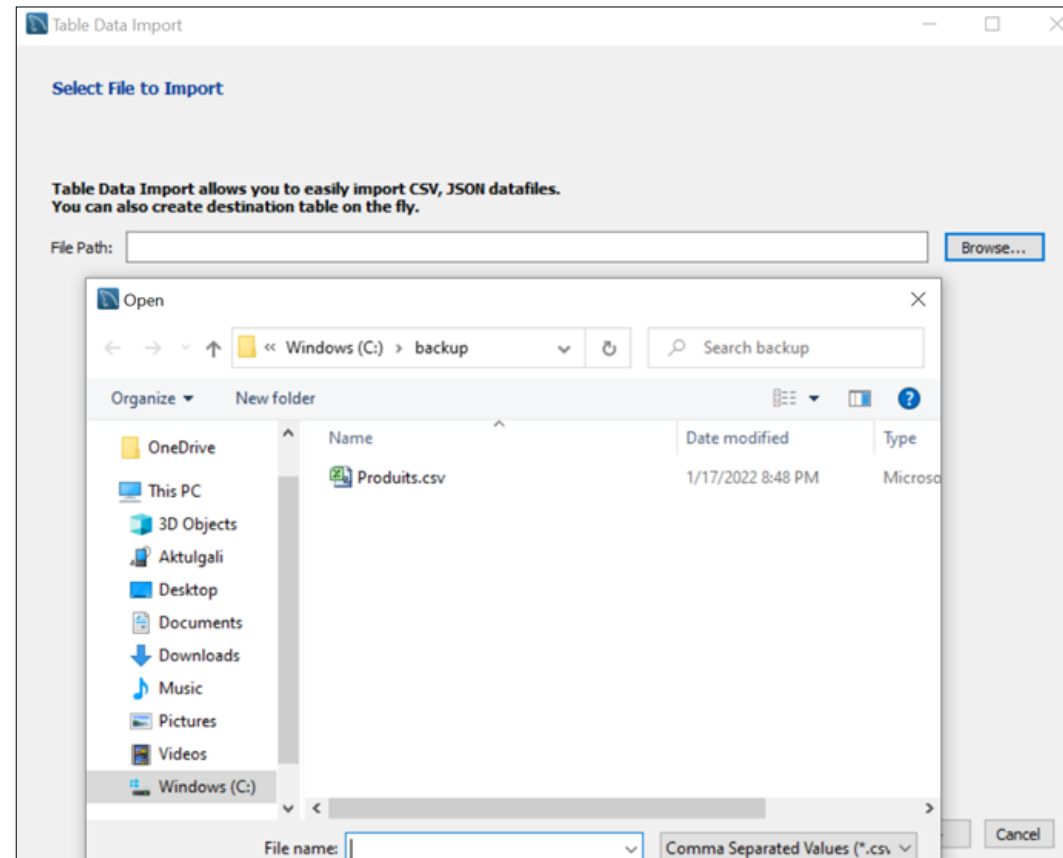 Table Data Import
Select File to Import
Table Data Import allows you to easily import CSV, JSON datafiles.
You can also create destination table on the fly.
File Path:
Browse...
Open
« Windows (C:) › backup
Search backup
Organize
New folder
Name
Date modified
Type
OneDrive
Produits.csv
1/17/2022 8:48 PM
Microso
This PC
3D Objects
Aktulgali
Desktop
Documents
Downloads
Music
Pictures
Videos
Windows (C:)
Cancel
File name:
Comma Separated Values (*.csv